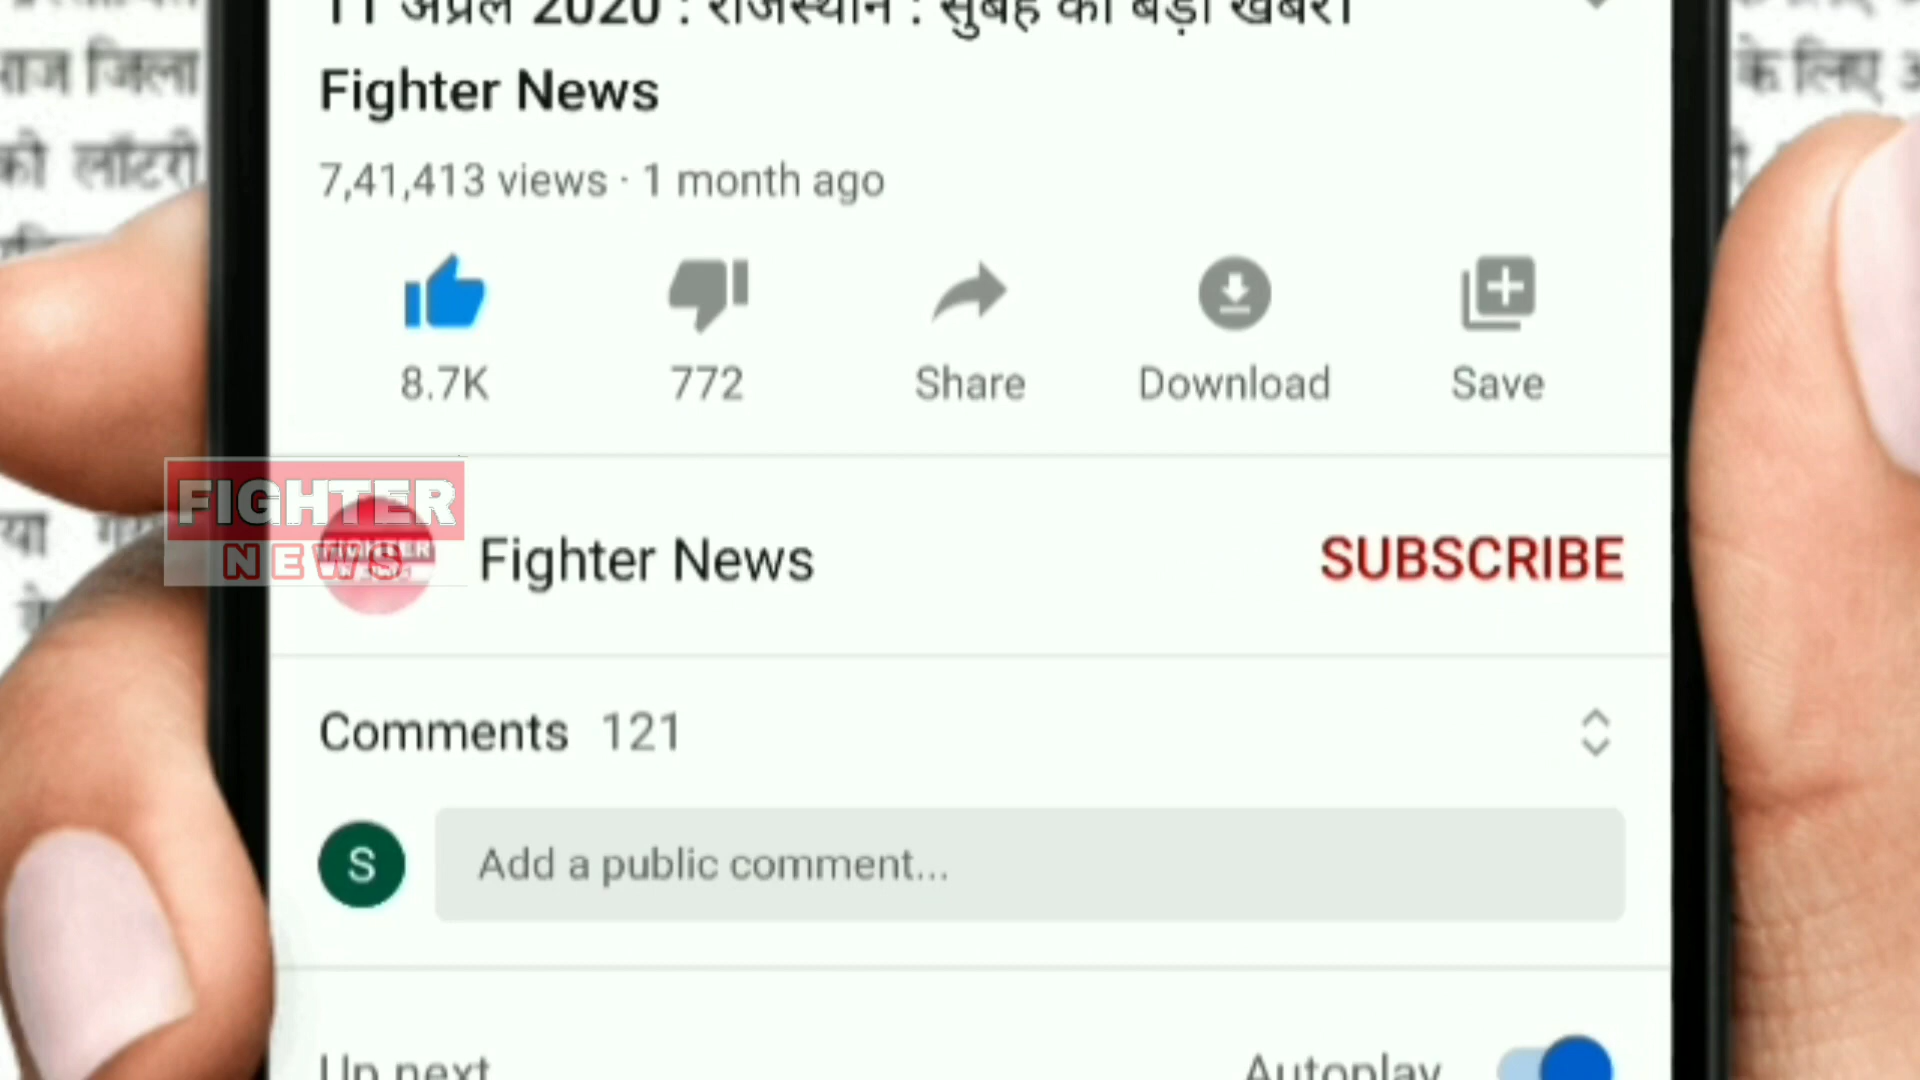 11 अप्रैल 2020 : राजस्थान : सुबह की बड़ी खबरें।
Fighter News
7,41,413 views · 1 month ago
8.7K
772
Share
Download
Save
FIGHTER
NEWS
Fighter News
SUBSCRIBE
Comments 121
S
Add a public comment...
Up next
Autoplay
राज जिला
की लॉटरी
या
के लिए